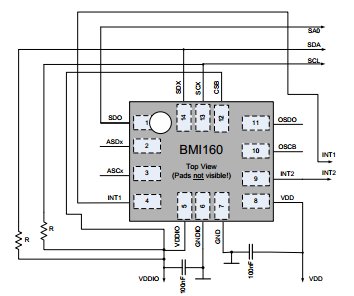 SA0
SDA
SCL
SDX
SCX
CSB
14
13
12
SDO
1
11
OSDO
BMI160
ASDx
2
Top View
(Pads not visible!)
10
OSCB
INT1
ASCx
3
9
INT2
INT2
INT1
4
5
6
7
8
VDD
VDDIO
GNDIO
GND
R
R
100nF
100nF
VDDIO
VDD